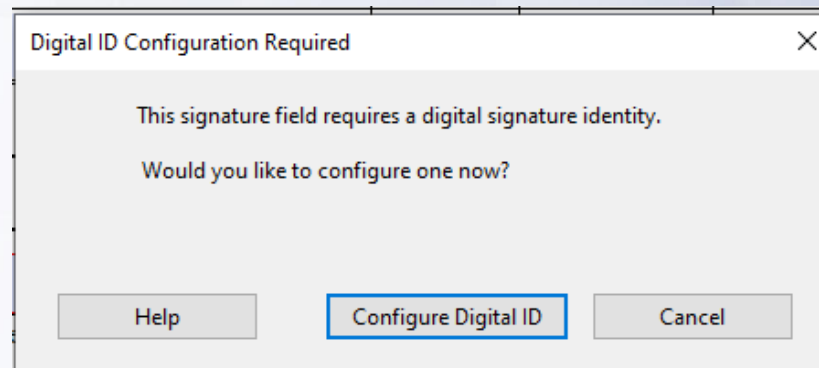 Digital ID Configuration Required
This signature field requires a digital signature identity.
Would you like to configure one now?
Help
Configure Digital ID
Cancel